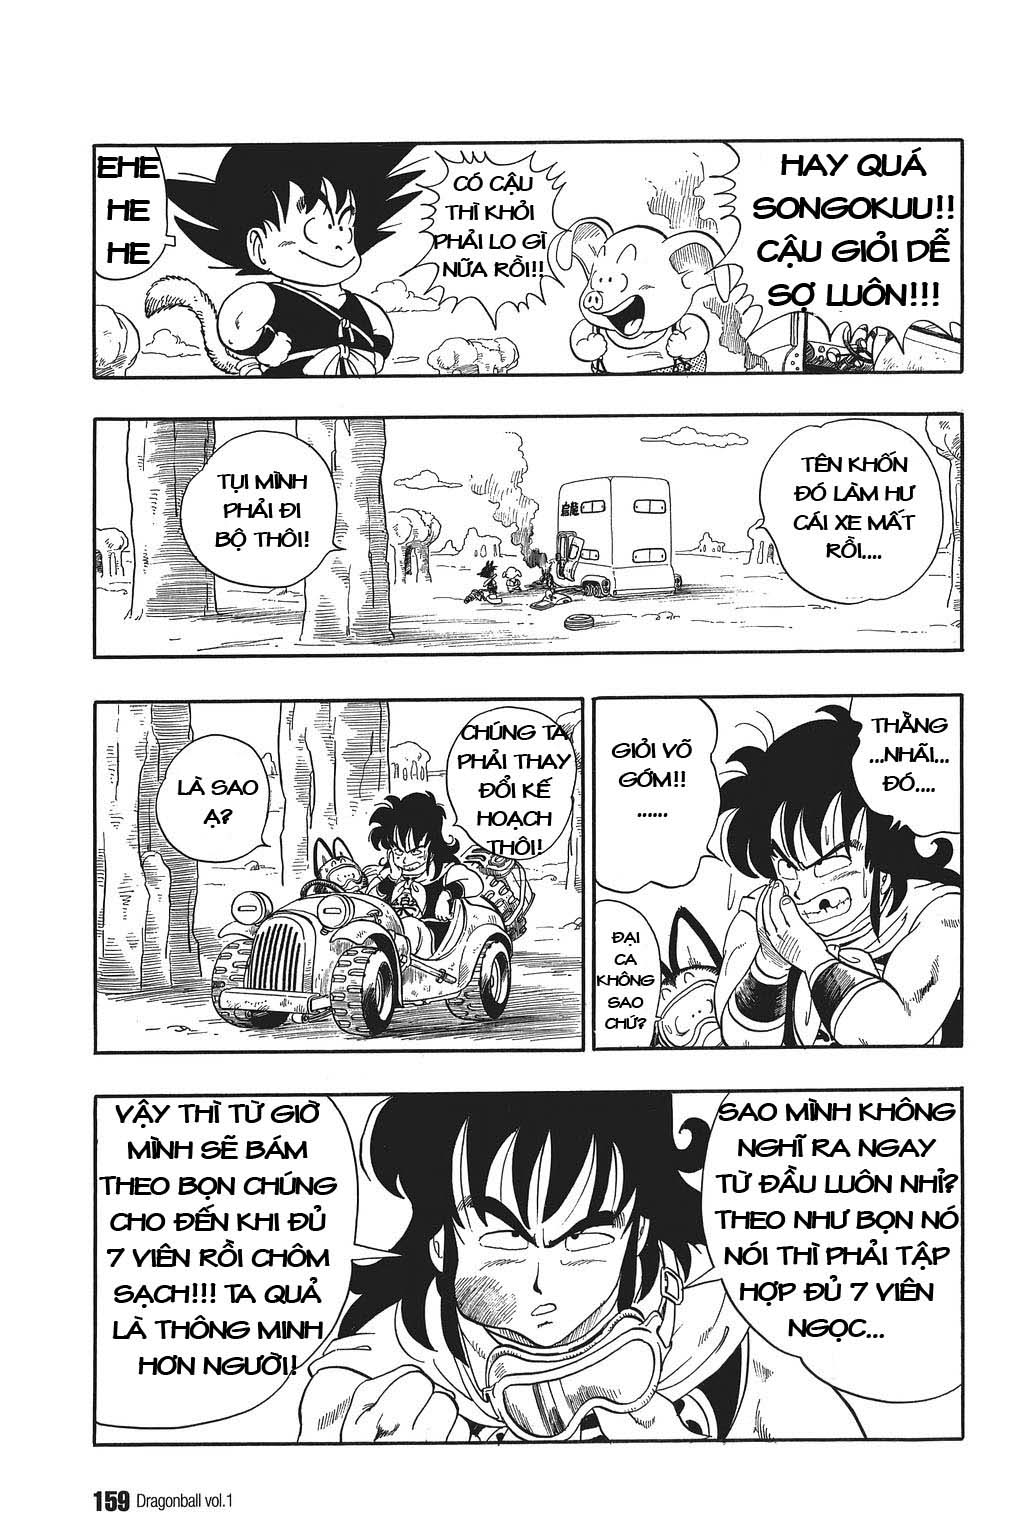 HAY QUÁ
SONGOKUU!!
CẬU GIỎI DỄ
SỢ LUÔN!!!
CÓ CẬU
THÌ KHỎI
PHẢI LO GÌ
NỮA RỒI!!
EHE
HE
HE
TÊN KHỐN
ĐÓ LÀM HƯ
CÁI XE MẤT
RỒI....
烏龍
TỤI MÌNH
PHẢI ĐI
BỘ THÔI!
THẰNG
...NHÃI...
ĐÓ....
GIỎI VÕ
GỚM!!
......
ĐẠI
CA
KHÔNG
SAO
CHỨ?
CHÚNG TA
PHẢI THAY
ĐỔI KẾ
HOẠCH
THÔI!
LÀ SAO
Ạ?
SAO MÌNH KHÔNG
NGHĨ RA NGAY
TỪ ĐẦU LUÔN NHỈ?
THEO NHƯ BỌN NÓ
NÓI THÌ PHẢI TẬP
HỢP ĐỦ 7 VIÊN
NGỌC...
VẬY THÌ TỪ GIỜ
MÌNH SẼ BÁM
THEO BỌN CHÚNG
CHO ĐẾN KHI ĐỦ
7 VIÊN RỒI CHÔM
SẠCH!!! TA QUẢ
LÀ THÔNG MINH
HƠN NGƯỜI!
159 Dragonball vol.1